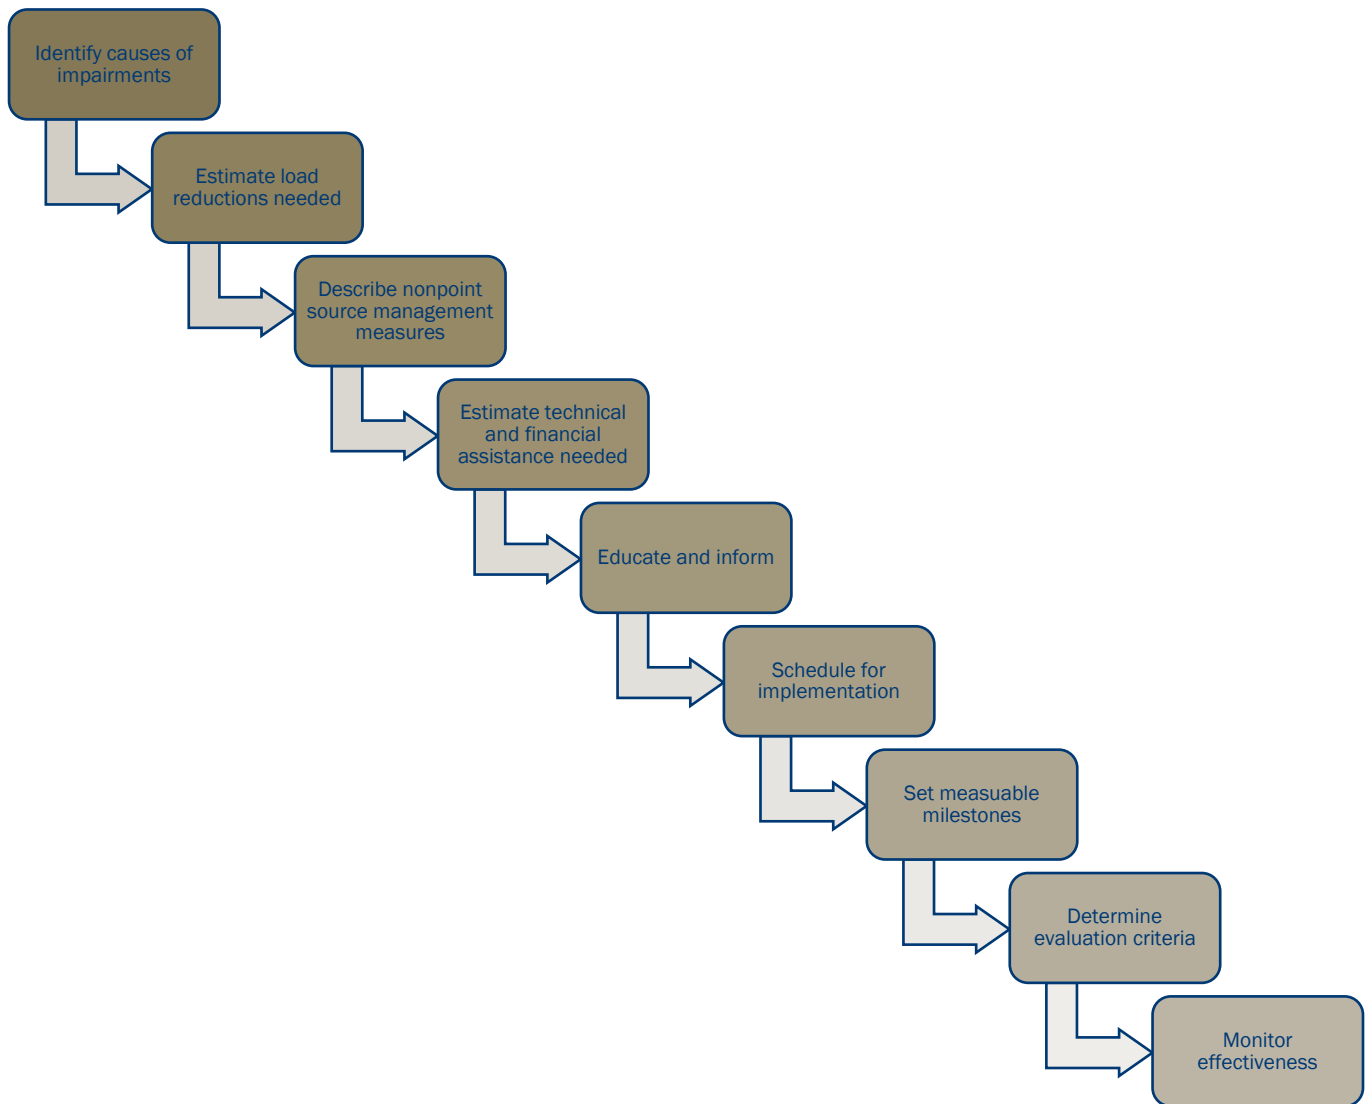 Identify causes of
impairments
Estimate load
reductions needed
Describe nonpoint
source management
measures
Estimate technical
and financial
assistance needed
Educate and inform
Schedule for
implementation
Set measuable
milestones
Determine
evaluation criteria
Monitor
effectiveness